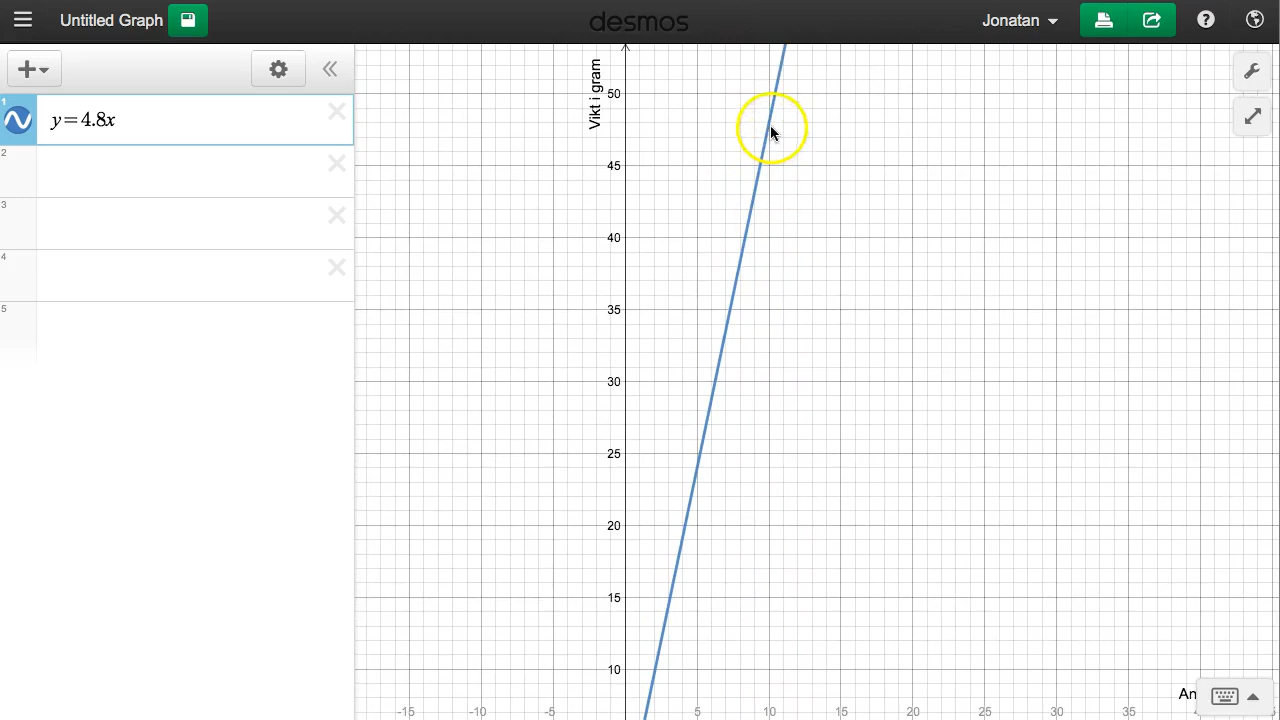 Untitled Graph
desmos
Jonatan
?
1
y=4.8x
2
3
4
5
Vikt i gram
50
45
40
35
30
25
20
15
10
An
-15 -10 -5 5 10 15 20 25 30 35